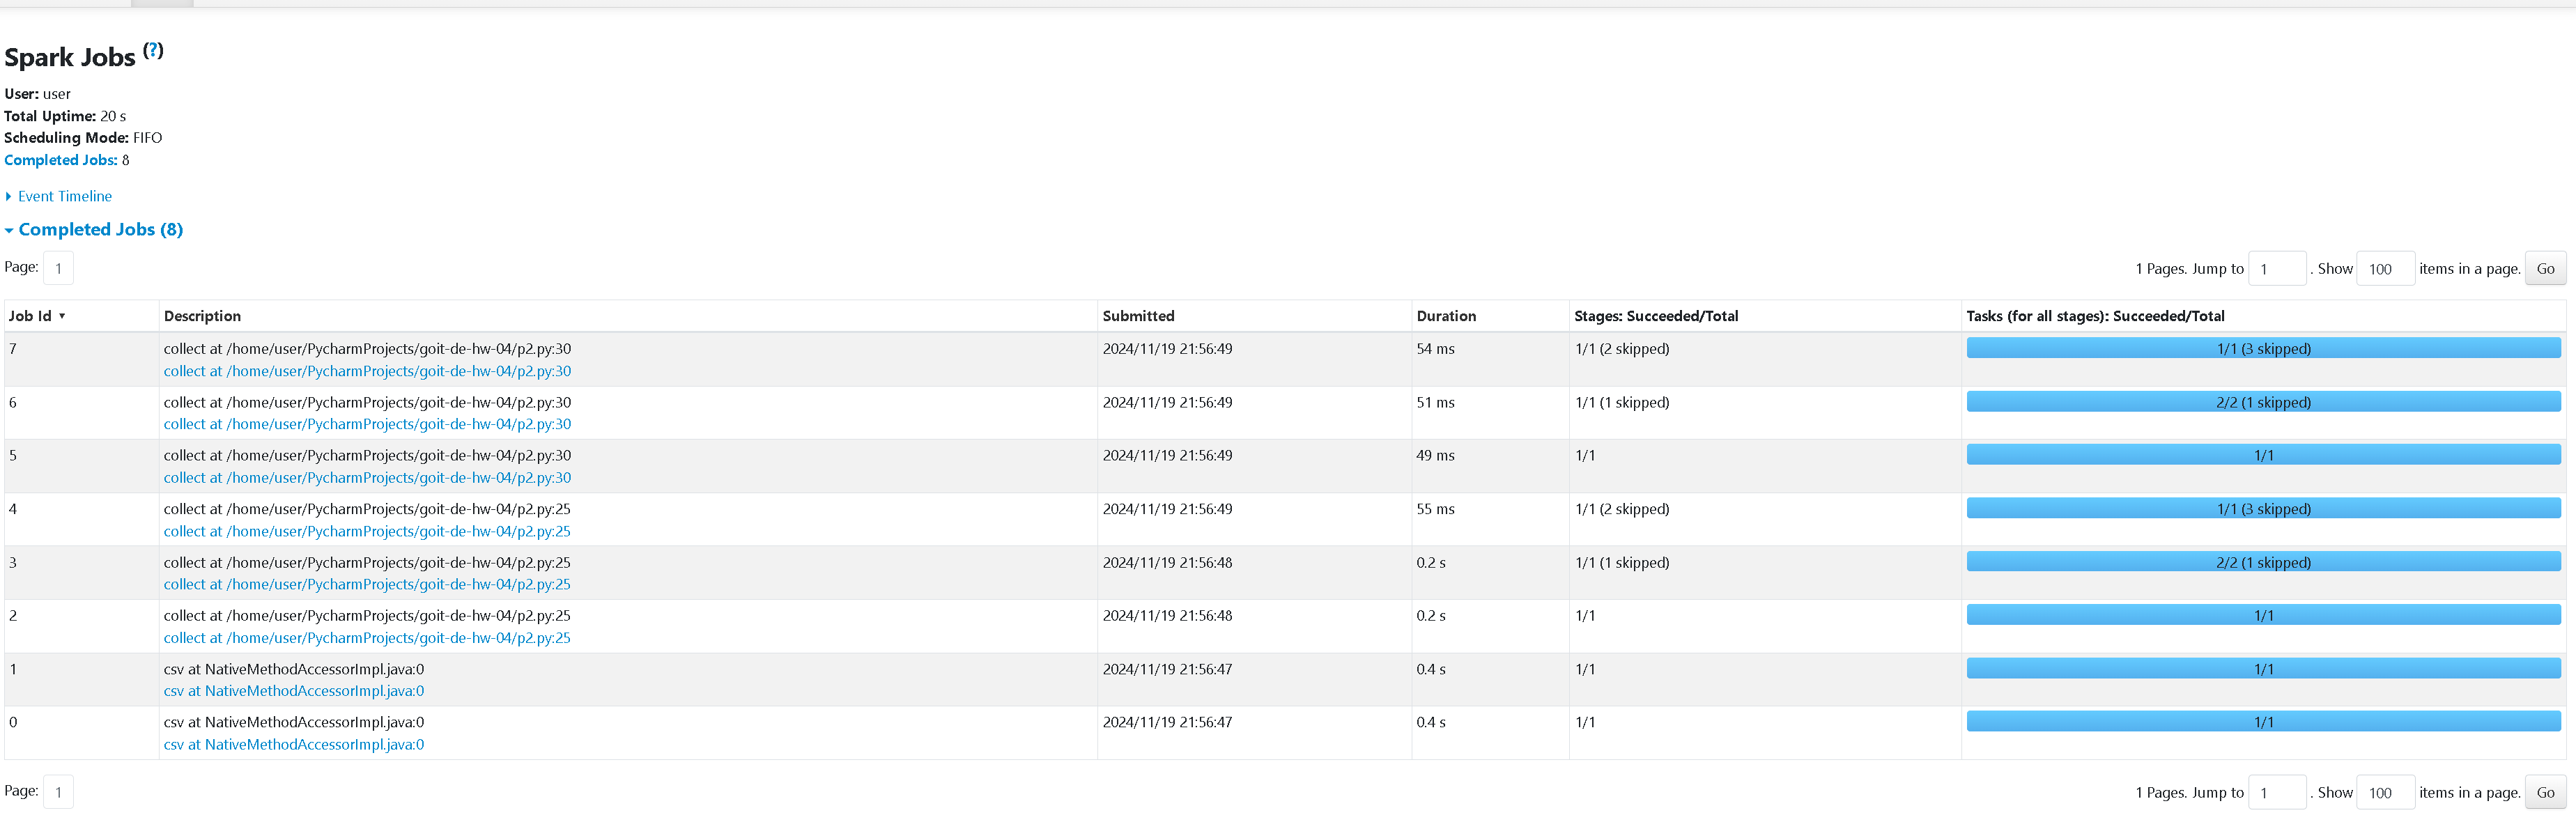 Spark Jobs (?)
User: user
Total Uptime: 20 s
Scheduling Mode: FIFO
Completed Jobs: 8
Event Timeline
Completed Jobs (8)
Page: 1
1 Pages. Jump to 1 . Show 100 items in a page. Go
Job Id ▾ Description Submitted Duration Stages: Succeeded/Total Tasks (for all stages): Succeeded/Total
7 collect at /home/user/PycharmProjects/goit-de-hw-04/p2.py:30 2024/11/19 21:56:49 54 ms 1/1 (2 skipped) 1/1 (3 skipped)
collect at /home/user/PycharmProjects/goit-de-hw-04/p2.py:30
6 collect at /home/user/PycharmProjects/goit-de-hw-04/p2.py:30 2024/11/19 21:56:49 51 ms 1/1 (1 skipped) 2/2 (1 skipped)
collect at /home/user/PycharmProjects/goit-de-hw-04/p2.py:30
5 collect at /home/user/PycharmProjects/goit-de-hw-04/p2.py:30 2024/11/19 21:56:49 49 ms 1/1 1/1
collect at /home/user/PycharmProjects/goit-de-hw-04/p2.py:30
4 collect at /home/user/PycharmProjects/goit-de-hw-04/p2.py:25 2024/11/19 21:56:49 55 ms 1/1 (2 skipped) 1/1 (3 skipped)
collect at /home/user/PycharmProjects/goit-de-hw-04/p2.py:25
3 collect at /home/user/PycharmProjects/goit-de-hw-04/p2.py:25 2024/11/19 21:56:48 0.2 s 1/1 (1 skipped) 2/2 (1 skipped)
collect at /home/user/PycharmProjects/goit-de-hw-04/p2.py:25
2 collect at /home/user/PycharmProjects/goit-de-hw-04/p2.py:25 2024/11/19 21:56:48 0.2 s 1/1 1/1
collect at /home/user/PycharmProjects/goit-de-hw-04/p2.py:25
1 csv at NativeMethodAccessorImpl.java:0 2024/11/19 21:56:47 0.4 s 1/1 1/1
csv at NativeMethodAccessorImpl.java:0
0 csv at NativeMethodAccessorImpl.java:0 2024/11/19 21:56:47 0.4 s 1/1 1/1
csv at NativeMethodAccessorImpl.java:0
Page: 1
1 Pages. Jump to 1 . Show 100 items in a page. Go